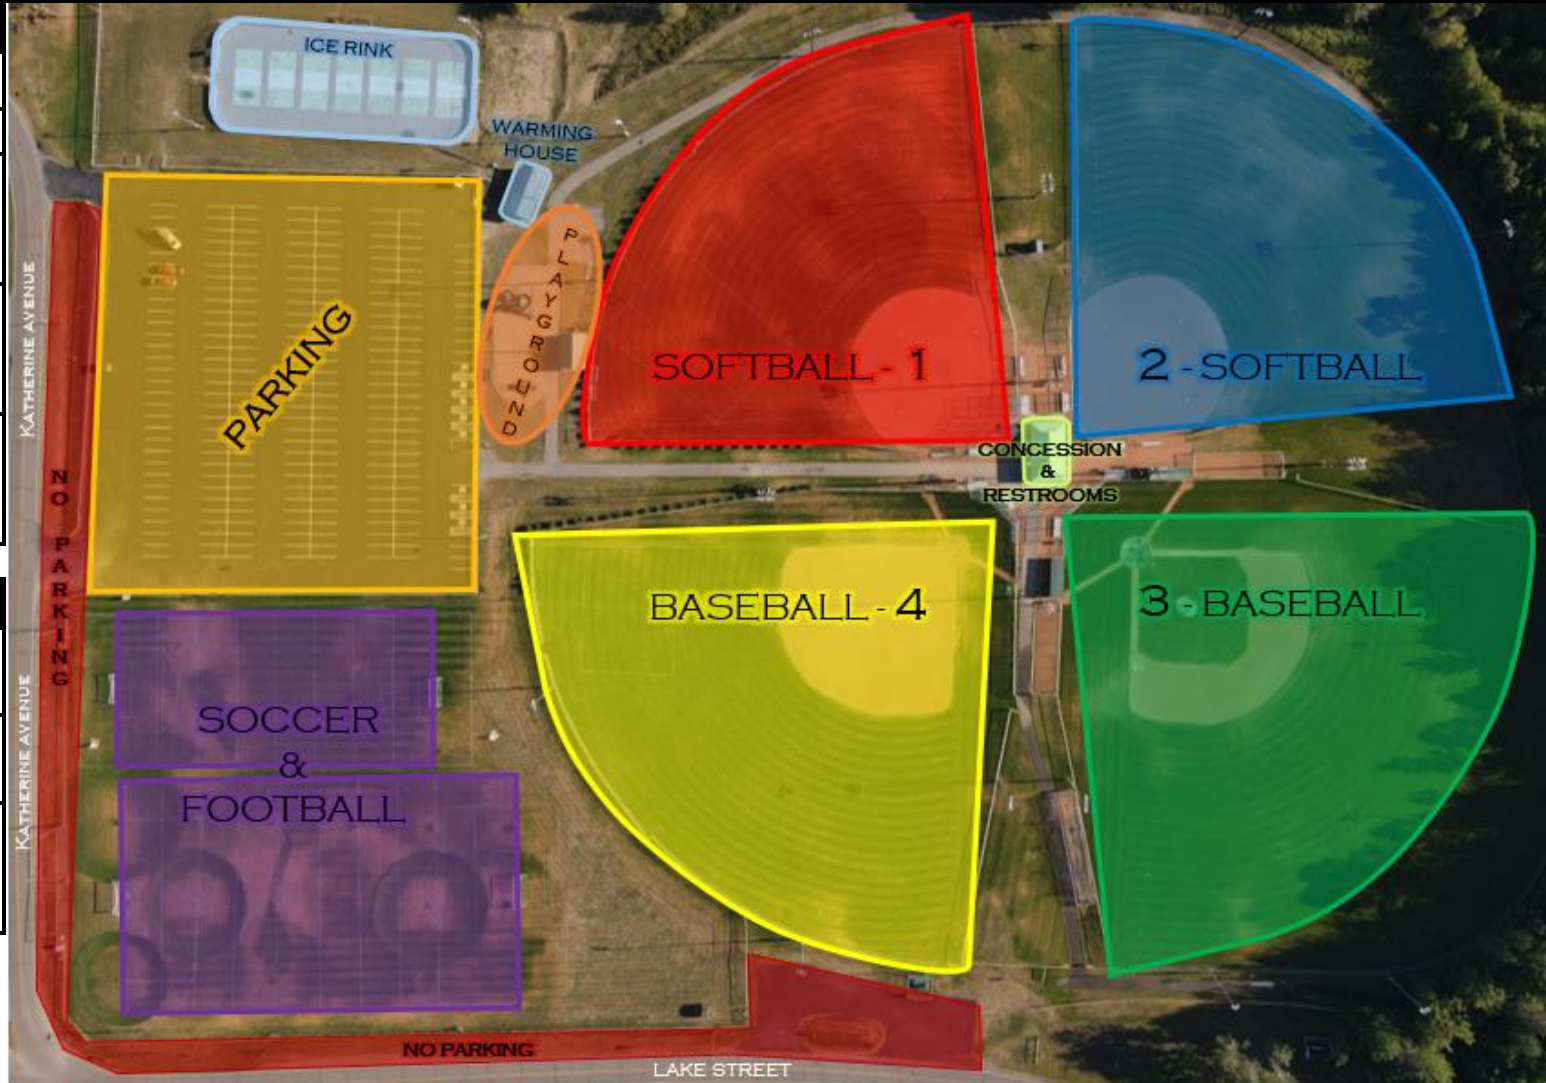 ICE RINK
WARMING
HOUSE
PLAYGROUND
PARKING
SOFTBALL - 1
2 - SOFTBALL
CONCESSION
&
RESTROOMS
BASEBALL - 4
3 - BASEBALL
SOCCER
&
FOOTBALL
KATHERINE AVENUE
KATHERINE AVENUE
NO PARKING
NO PARKING
LAKE STREET